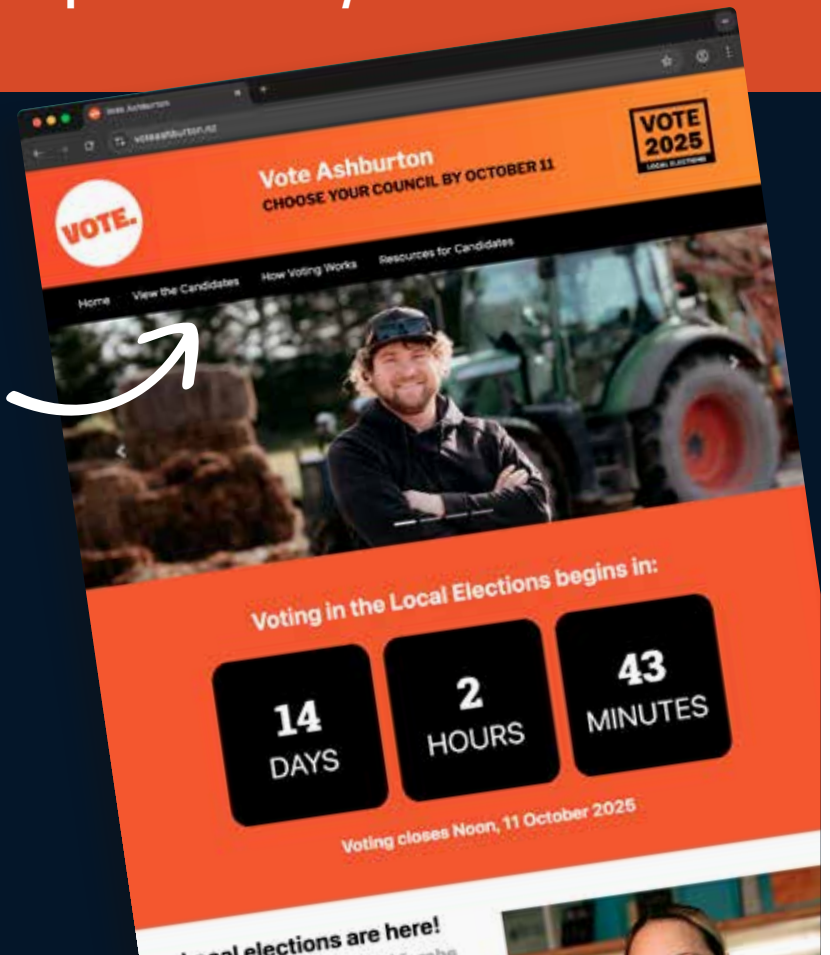 Vote Ashburton
voteashburton.nz
VOTE.
Vote Ashburton
CHOOSE YOUR COUNCIL BY OCTOBER 11
VOTE
2025
LOCAL ELECTIONS
Home
View the Candidates
How Voting Works
Resources for Candidates
Voting in the Local Elections begins in:
14
DAYS
2
HOURS
43
MINUTES
Voting closes Noon, 11 October 2025
elections are here!